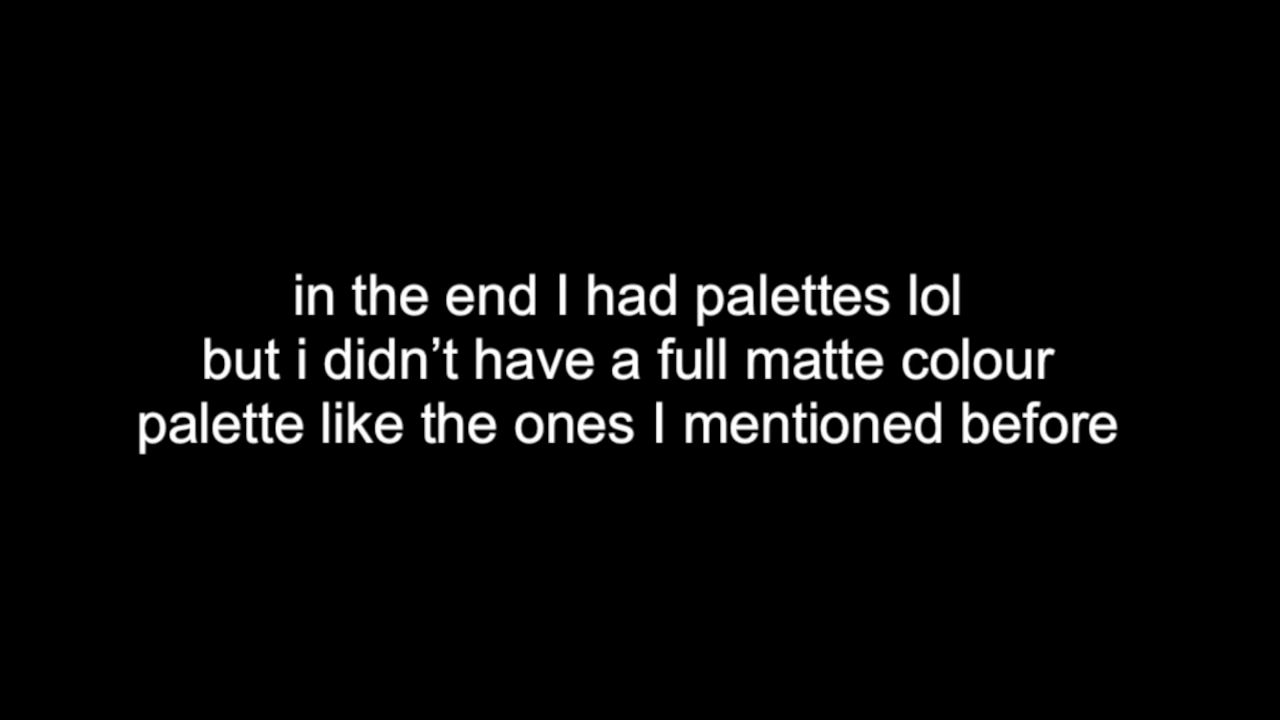 in the end I had palettes lol
but i didn’t have a full matte colour
palette like the ones I mentioned before